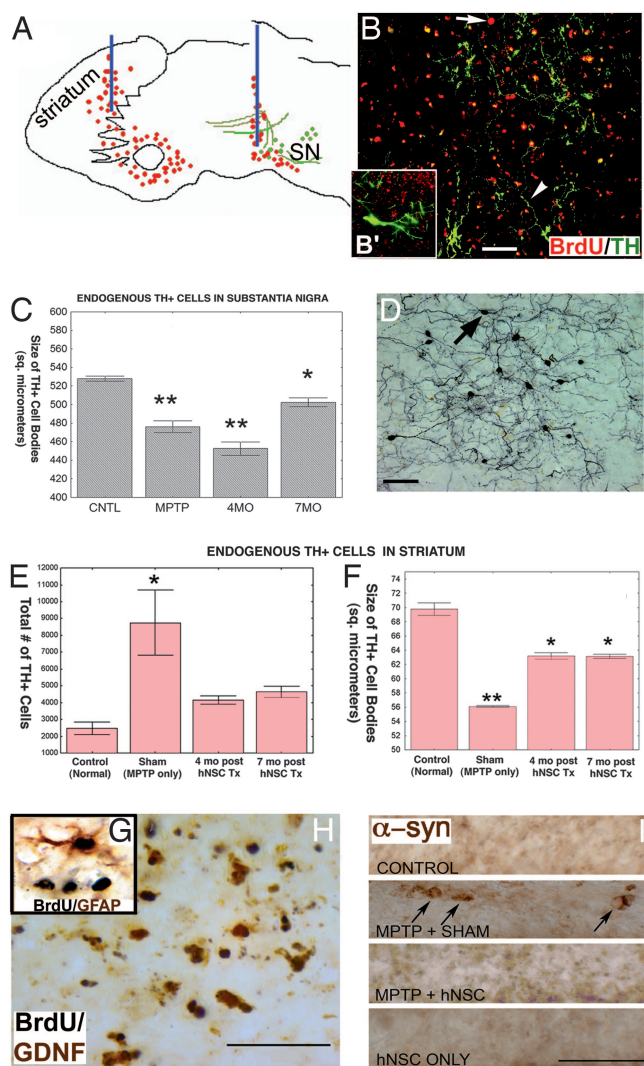 A
striatum
SN
B
B'
BrdU/TH
C
ENDOGENOUS TH+ CELLS IN SUBSTANTIA NIGRA
Size of TH+ Cell Bodies
(sq. micrometers)
600
580
560
540
520
500
480
460
440
420
400
**
**
*
CNTL
MPTP
4MO
7MO
D
ENDOGENOUS TH+ CELLS IN STRIATUM
E
Total # of TH+ Cells
12000
11000
10000
9000
8000
7000
6000
5000
4000
3000
2000
1000
*
Control
(Normal)
Sham
(MPTP only)
4 mo post
hNSC Tx
7 mo post
hNSC Tx
F
Size of TH+ Cell Bodies
(sq. micrometers)
72
70
68
66
64
62
60
58
56
54
52
50
**
*
*
Control
(Normal)
Sham
(MPTP only)
4 mo post
hNSC Tx
7 mo post
hNSC Tx
G
BrdU/GFAP
H
BrdU/
GDNF
α-syn
I
CONTROL
MPTP + SHAM
MPTP + hNSC
hNSC ONLY